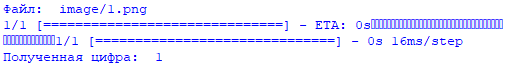 Файл:  image/1.png
1/1 [==============================] - ETA: 0s
1/1 [==============================] - 0s 16ms/step
Полученная цифра:  1